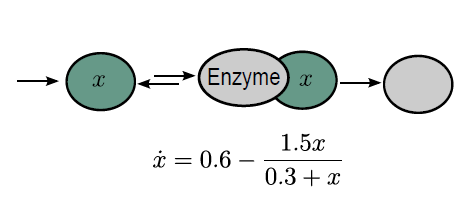 x Enzyme x
ẋ = 0.6 − 1.5x / 0.3 + x